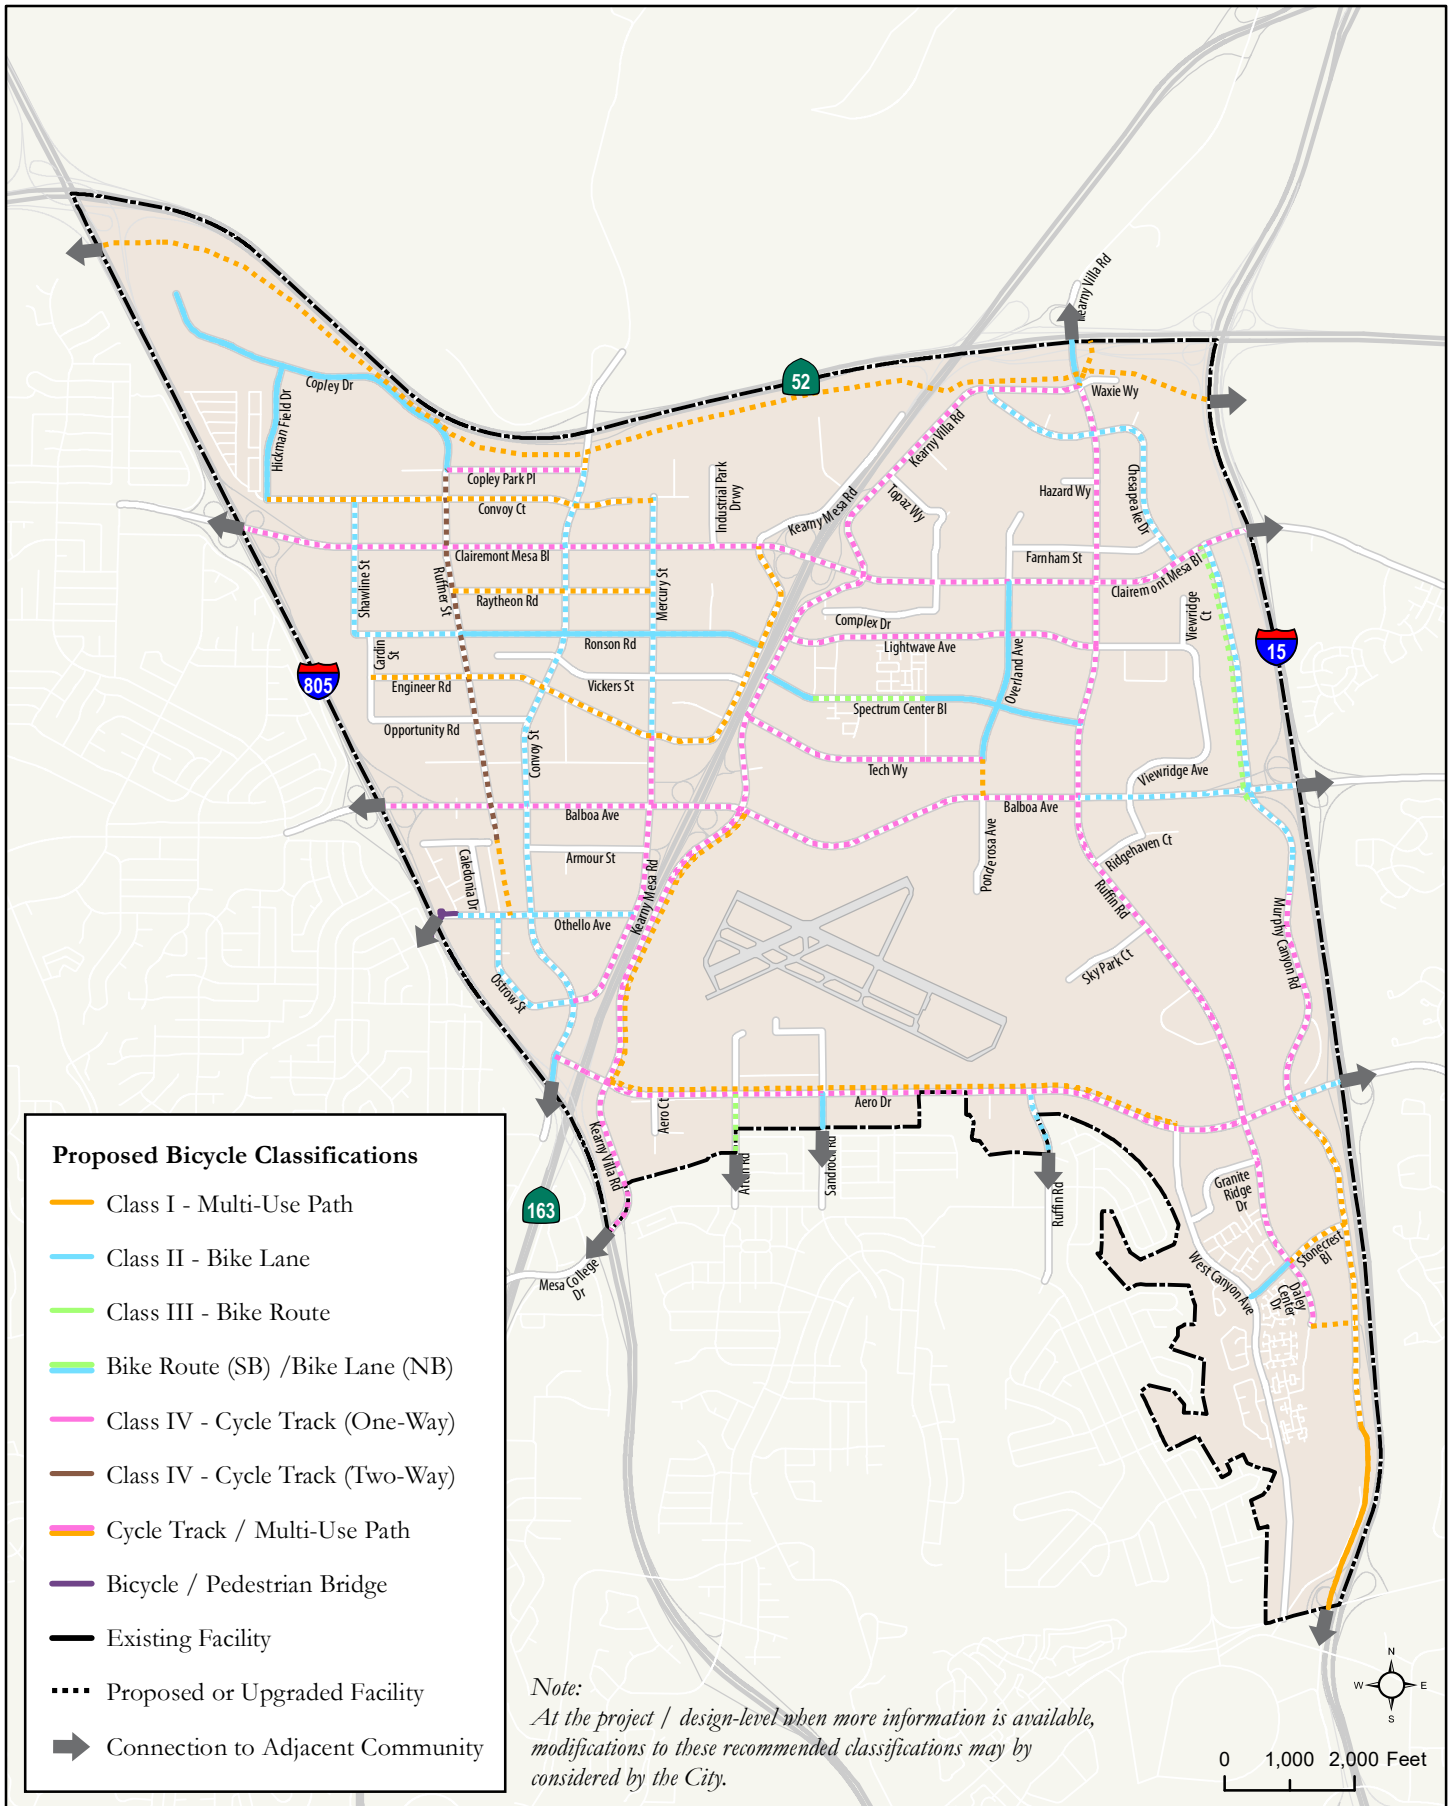 Kearny Villa Rd
52
Copley Dr
Hickman Field Dr
Waxie Wy
Kearny Villa Rd
Copley Park Pl
Industrial Park
Drwy
Kearny Mesa Rd
Topaz Wy
Hazard Wy
Chesapeake Dr
Convoy Ct
Clairemont Mesa Bl
Farnham St
Clairemont Mesa Bl
Shawline St
Ruffner St
Raytheon Rd
Mercury St
Complex Dr
Viewridge
Ct
Cardin
St
Ronson Rd
Lightwave Ave
Overland Ave
15
805
Engineer Rd
Vickers St
Spectrum Center Bl
Opportunity Rd
Convoy St
Tech Wy
Viewridge Ave
Balboa Ave
Balboa Ave
Armour St
Caledonia Dr
Ponderosa Ave
Ridgehaven Ct
Ruffin Rd
Kearny Mesa Rd
Othello Ave
Murphy Canyon Rd
Sky Park Ct
Ostrow St
Aero Ct
Aero Dr
Kearny Villa Rd
Afton Rd
Sandrock Rd
Ruffin Rd
Granite
Ridge
Dr
163
Stonecrest
Bl
West Canyon Ave
Daley
Center
Dr
Mesa College
Dr
Proposed Bicycle Classifications
Class I - Multi-Use Path
Class II - Bike Lane
Class III - Bike Route
Bike Route (SB) /Bike Lane (NB)
Class IV - Cycle Track (One-Way)
Class IV - Cycle Track (Two-Way)
Cycle Track / Multi-Use Path
Bicycle / Pedestrian Bridge
Existing Facility
Proposed or Upgraded Facility
Connection to Adjacent Community
Note:
At the project / design-level when more information is available,
modifications to these recommended classifications may by
considered by the City.
N
W E
S
0 1,000 2,000 Feet